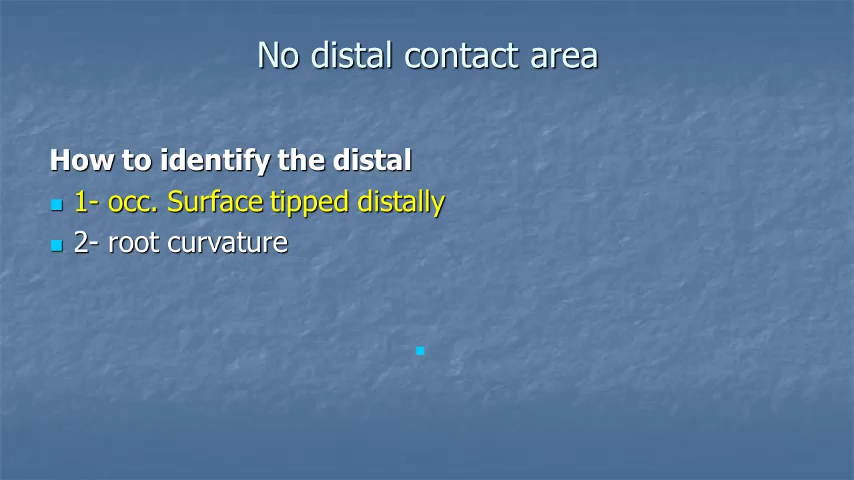 No distal contact area
How to identify the distal
1- occ. Surface tipped distally
2- root curvature